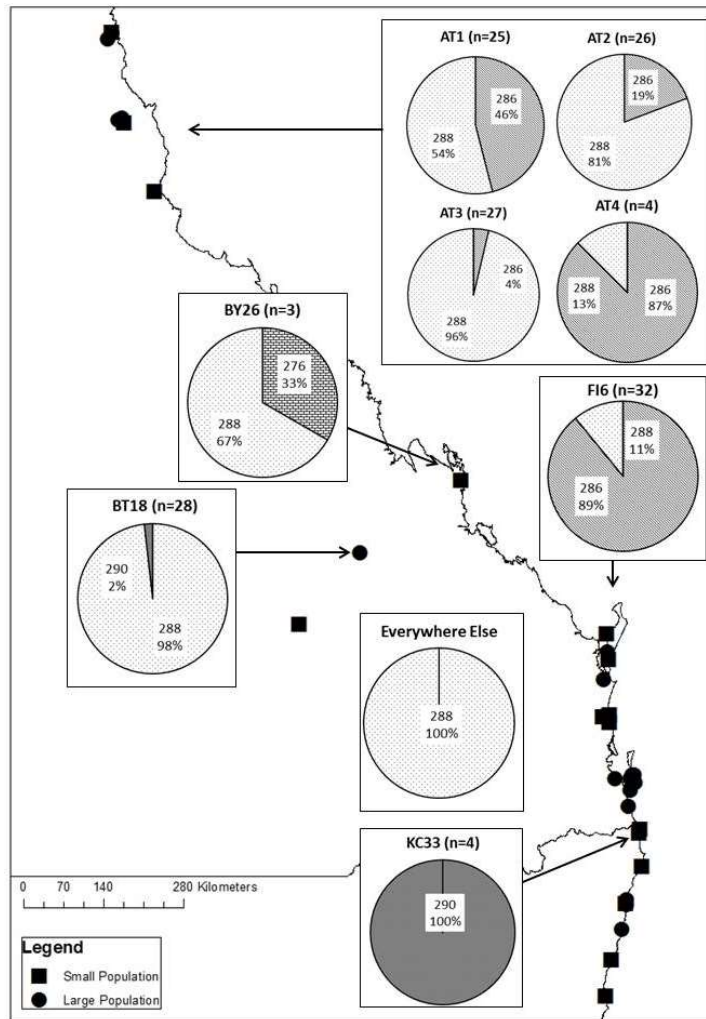 AT1 (n=25)
286
46%
288
54%
AT2 (n=26)
286
19%
288
81%
AT3 (n=27)
286
4%
288
96%
AT4 (n=4)
288
13%
286
87%
BY26 (n=3)
276
33%
288
67%
FI6 (n=32)
288
11%
286
89%
BT18 (n=28)
290
2%
288
98%
Everywhere Else
288
100%
KC33 (n=4)
290
100%
0 70 140 280 Kilometers
Legend
Small Population
Large Population